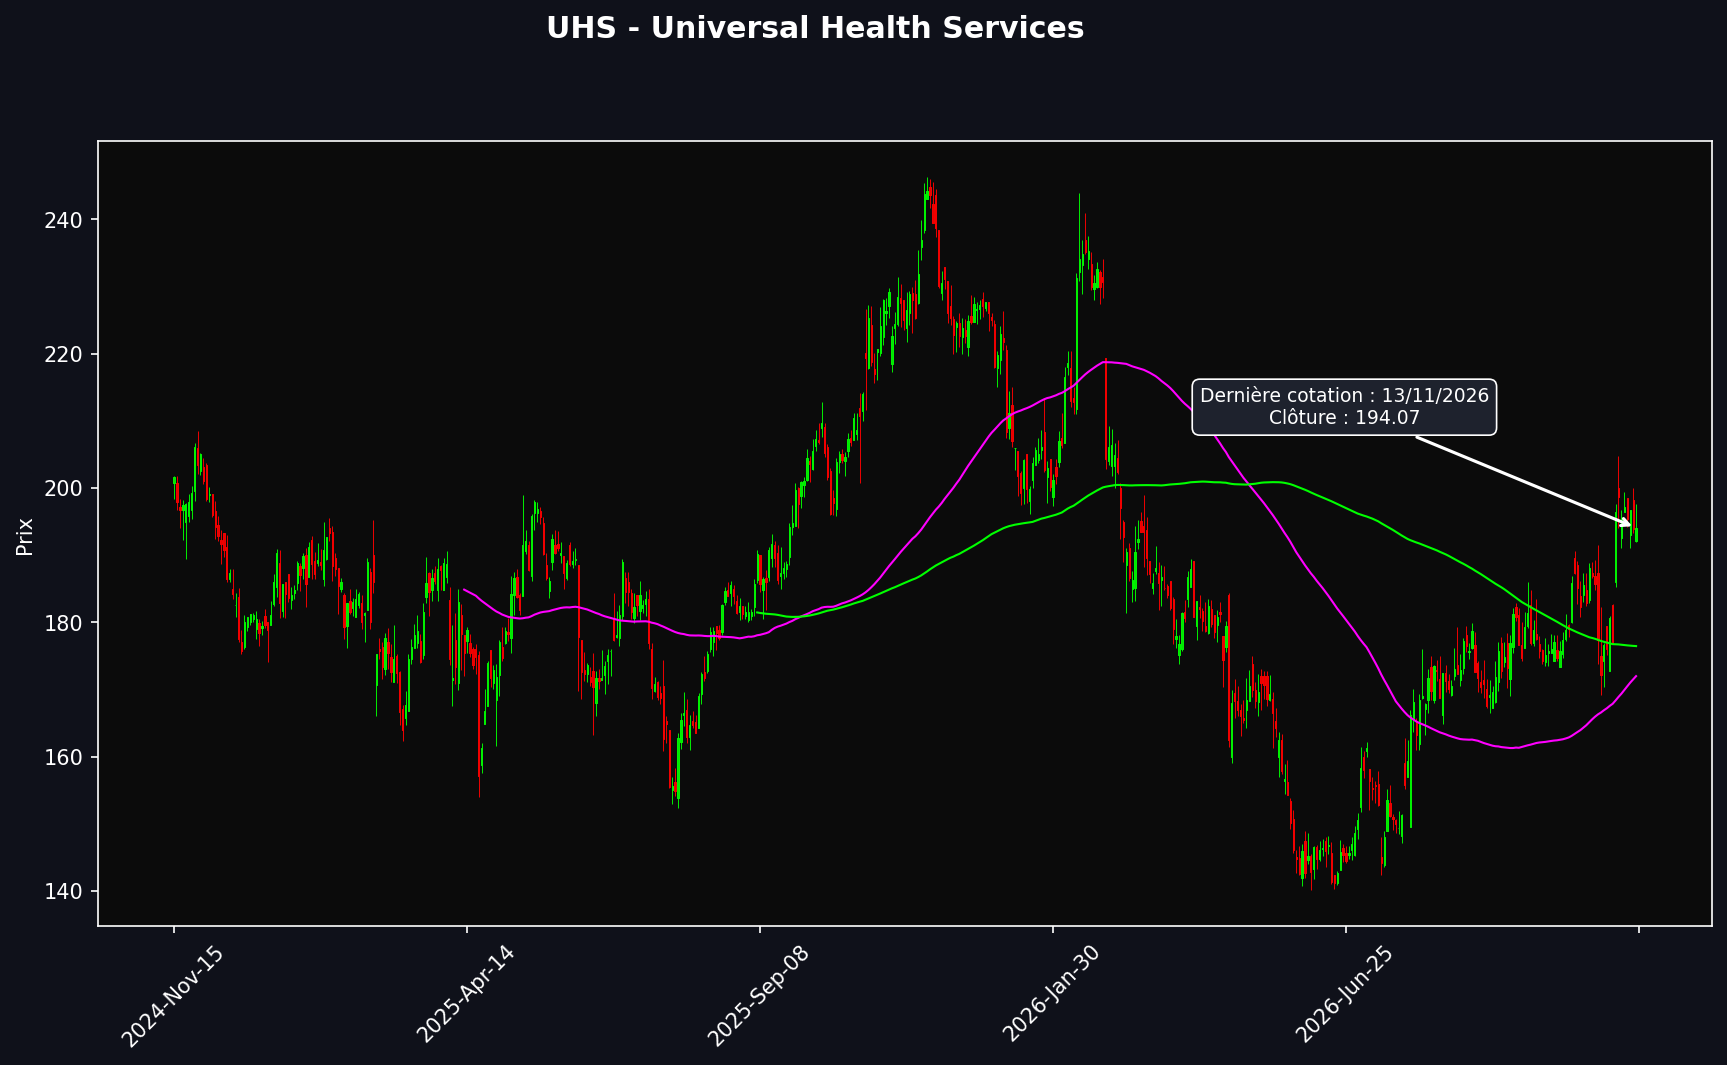 UHS - Universal Health Services
Prix
240
220
200
180
160
140
Dernière cotation : 13/11/2026
Clôture : 194.07
2024-Nov-15
2025-Apr-14
2025-Sep-08
2026-Jan-30
2026-Jun-25